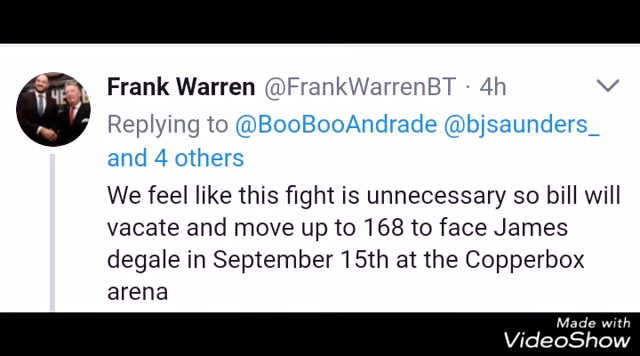 Frank Warren @FrankWarrenBT · 4h
Replying to @BooBooAndrade @bjsaunders_
and 4 others
We feel like this fight is unnecessary so bill will
vacate and move up to 168 to face James
degale in September 15th at the Copperbox
arena
Made with
VideoShow